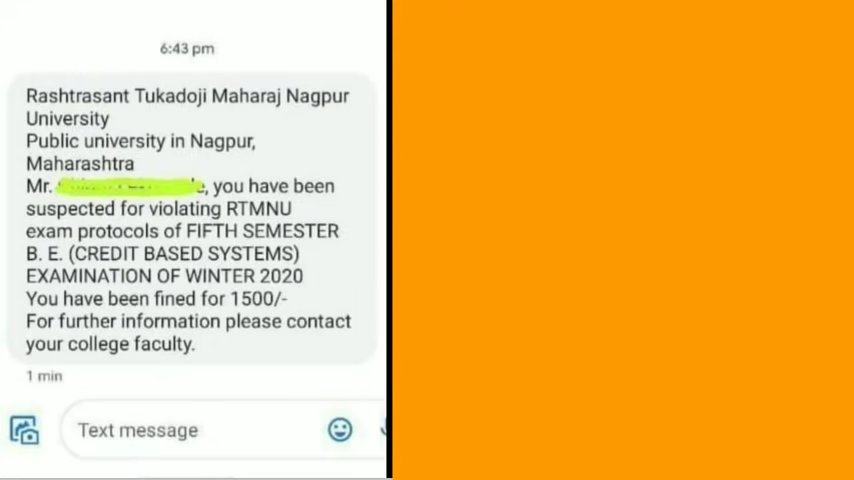 6:43 pm
Rashtrasant Tukadoji Maharaj Nagpur
University
Public university in Nagpur,
Maharashtra
Mr. , you have been
suspected for violating RTMNU
exam protocols of FIFTH SEMESTER
B. E. (CREDIT BASED SYSTEMS)
EXAMINATION OF WINTER 2020
You have been fined for 1500/-
For further information please contact
your college faculty.
1 min
Text message